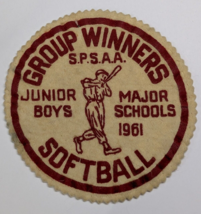 GROUP WINNERS
S.P.S.A.A.
JUNIOR MAJOR
BOYS SCHOOLS
1961
SOFTBALL